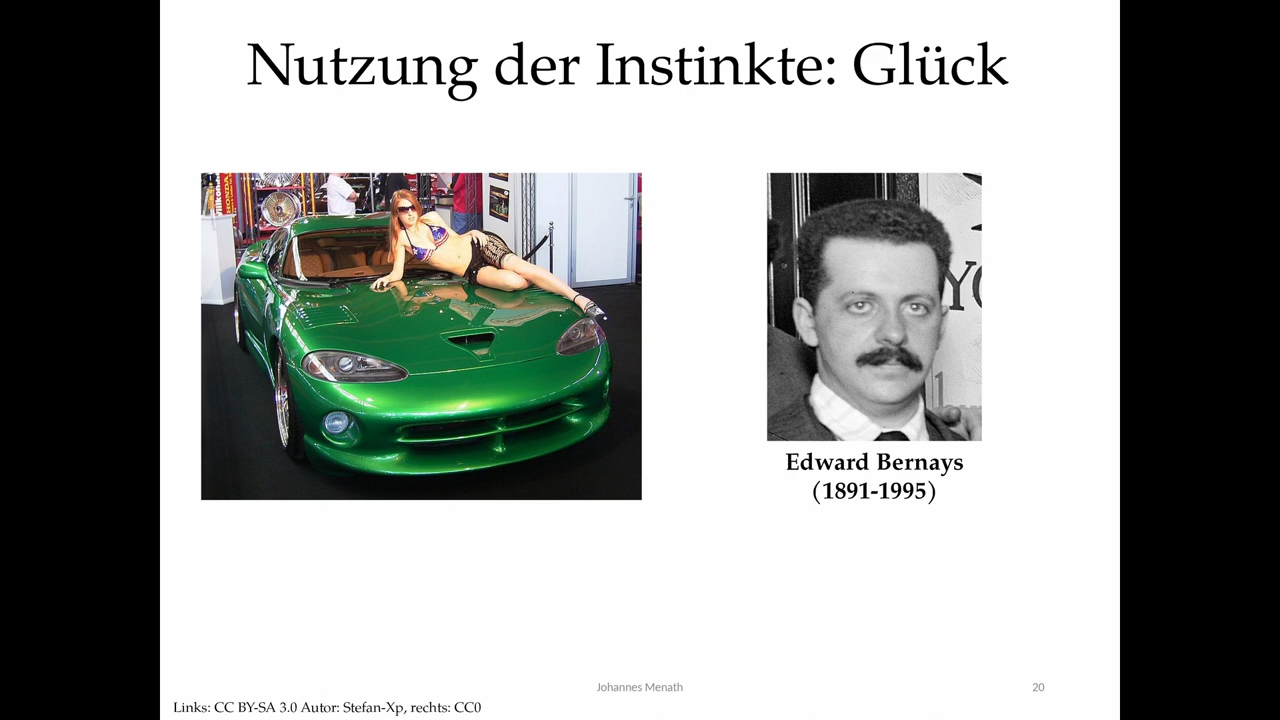 Nutzung der Instinkte: Glück
HONDA
Edward Bernays
(1891-1995)
Johannes Menath
20
Links: CC BY-SA 3.0 Autor: Stefan-Xp, rechts: CC0